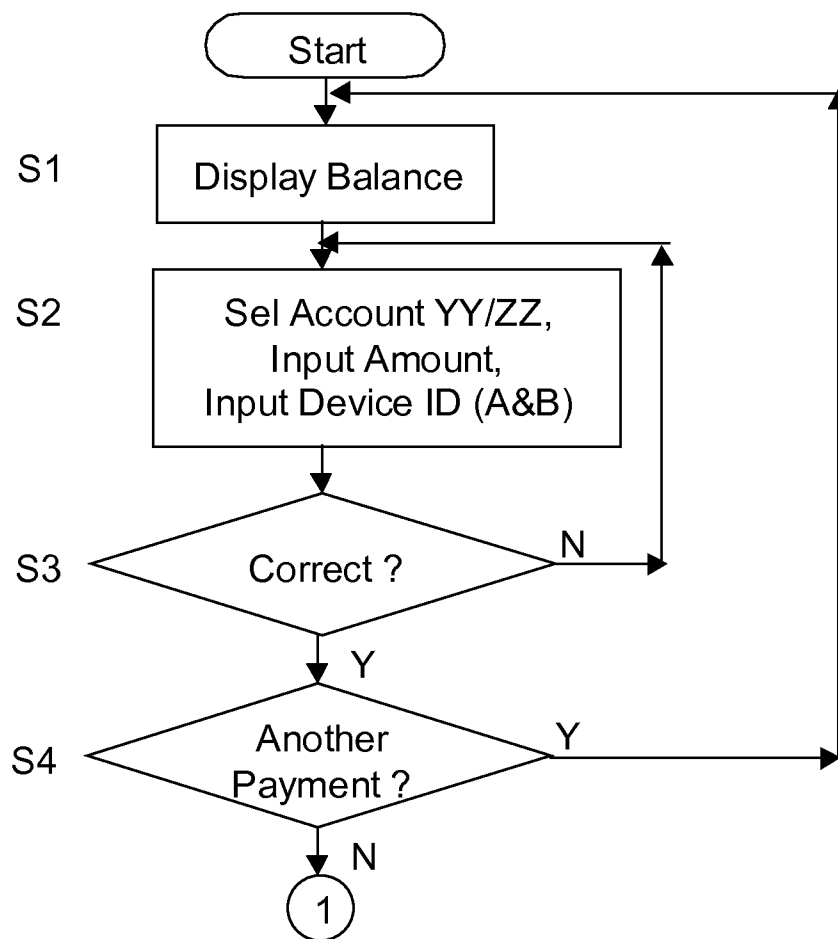 Start
S1
Display Balance
S2
Sel Account YY/ZZ,
Input Amount,
Input Device ID (A&B)
S3
Correct ?
N
Y
S4
Another
Payment ?
Y
N
1